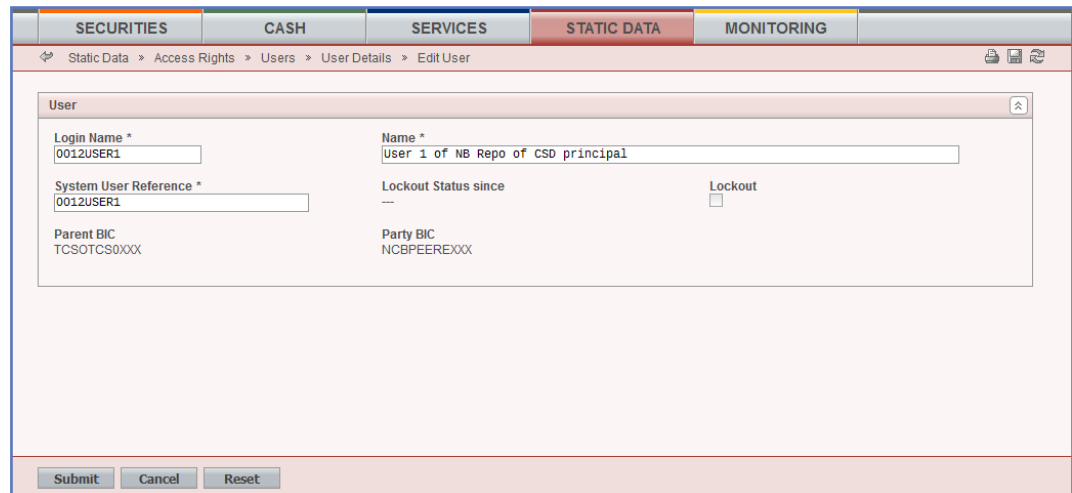 SECURITIES CASH SERVICES STATIC DATA MONITORING
Static Data » Access Rights » Users » User Details » Edit User
User
Login Name * Name *
0012USER1 User 1 of NB Repo of CSD principal
System User Reference * Lockout Status since Lockout
0012USER1 ---
Parent BIC Party BIC
TCSOTCS0XXX NCBPEEREXXX
Submit Cancel Reset